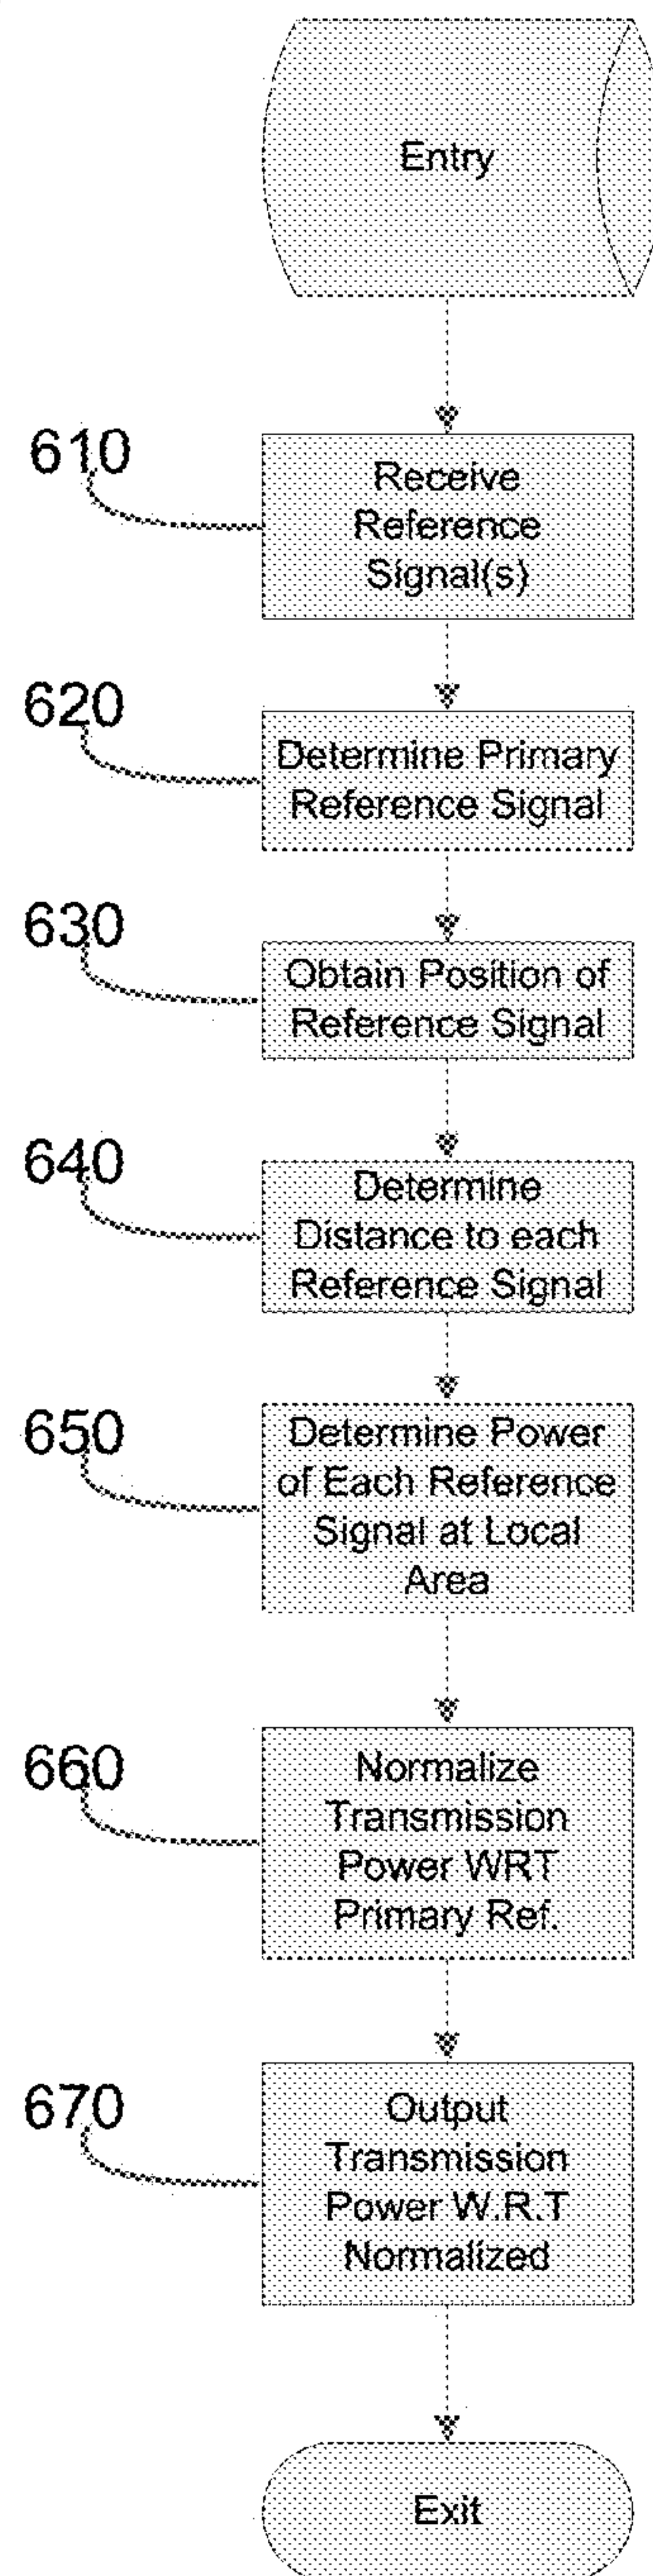 Entry
610
Receive
Reference
Signal(s)
620
Determine Primary
Reference Signal
630
Obtain Position of
Reference Signal
640
Determine
Distance to each
Reference Signal
650
Determine Power
of Each Reference
Signal at Local
Area
660
Normalize
Transmission
Power WRT
Primary Ref.
670
Output
Transmission
Power W.R.T
Normalized
Exit